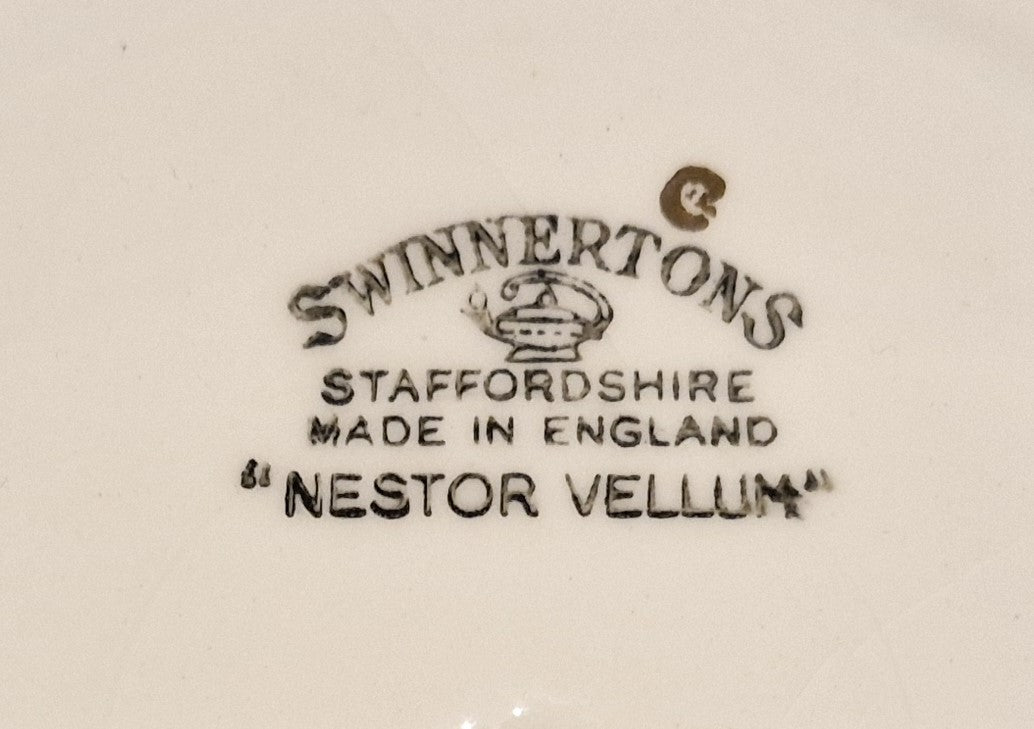 SWINNERTONS
STAFFORDSHIRE
MADE IN ENGLAND
"NESTOR VELLUM"